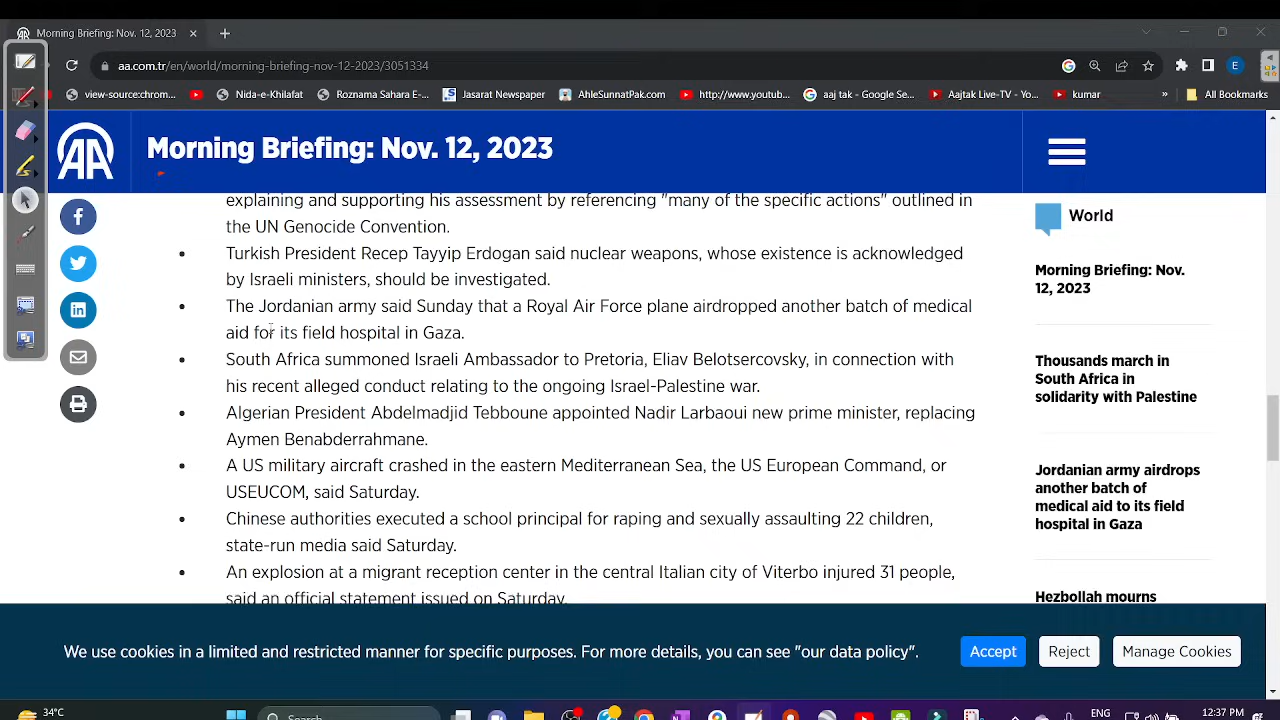 Morning Briefing: Nov. 12, 2023
aa.com.tr/en/world/morning-briefing-nov-12-2023/3051334
view-source:chrom...
Nida-e-Khilafat
Roznama Sahara E-...
Jasarat Newspaper
AhleSunnatPak.com
http://www.youtub...
aaj tak - Google Se...
Aajtak Live-TV - Yo...
kumar
»
All Bookmarks
AA
Morning Briefing: Nov. 12, 2023
explaining and supporting his assessment by referencing "many of the specific actions" outlined in
the UN Genocide Convention.
• Turkish President Recep Tayyip Erdogan said nuclear weapons, whose existence is acknowledged
by Israeli ministers, should be investigated.
• The Jordanian army said Sunday that a Royal Air Force plane airdropped another batch of medical
aid for its field hospital in Gaza.
• South Africa summoned Israeli Ambassador to Pretoria, Eliav Belotsercovsky, in connection with
his recent alleged conduct relating to the ongoing Israel-Palestine war.
• Algerian President Abdelmadjid Tebboune appointed Nadir Larbaoui new prime minister, replacing
Aymen Benabderrahmane.
• A US military aircraft crashed in the eastern Mediterranean Sea, the US European Command, or
USEUCOM, said Saturday.
• Chinese authorities executed a school principal for raping and sexually assaulting 22 children,
state-run media said Saturday.
• An explosion at a migrant reception center in the central Italian city of Viterbo injured 31 people,
said an official statement issued on Saturday.
World
Morning Briefing: Nov.
12, 2023
Thousands march in
South Africa in
solidarity with Palestine
Jordanian army airdrops
another batch of
medical aid to its field
hospital in Gaza
Hezbollah mourns
We use cookies in a limited and restricted manner for specific purposes. For more details, you can see "our data policy".
Accept
Reject
Manage Cookies
34°C
Search
ENG
12:37 PM